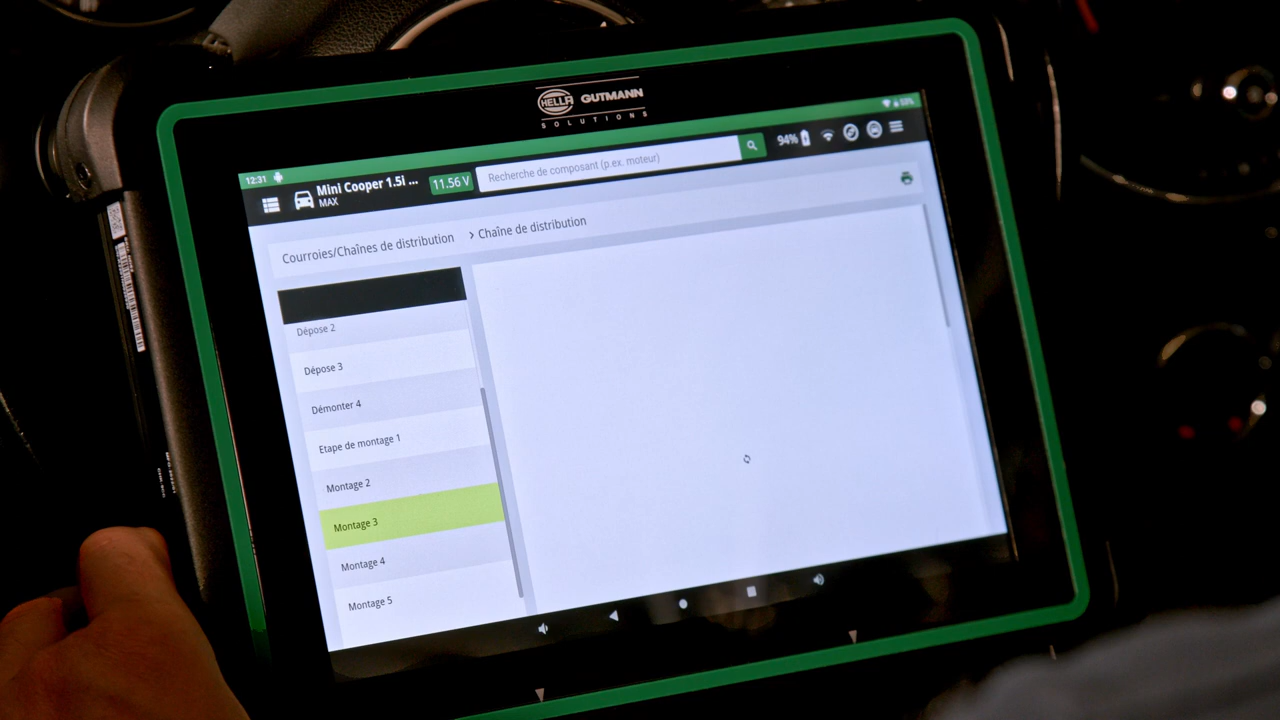 HELLA GUTMANN
SOLUTIONS
12:31
Mini Cooper 1.5i ...
MAX
11.56 V
Recherche de composant (p.ex. moteur)
94%
Courroies/Chaînes de distribution > Chaîne de distribution
Dépose 2
Dépose 3
Démonter 4
Etape de montage 1
Montage 2
Montage 3
Montage 4
Montage 5